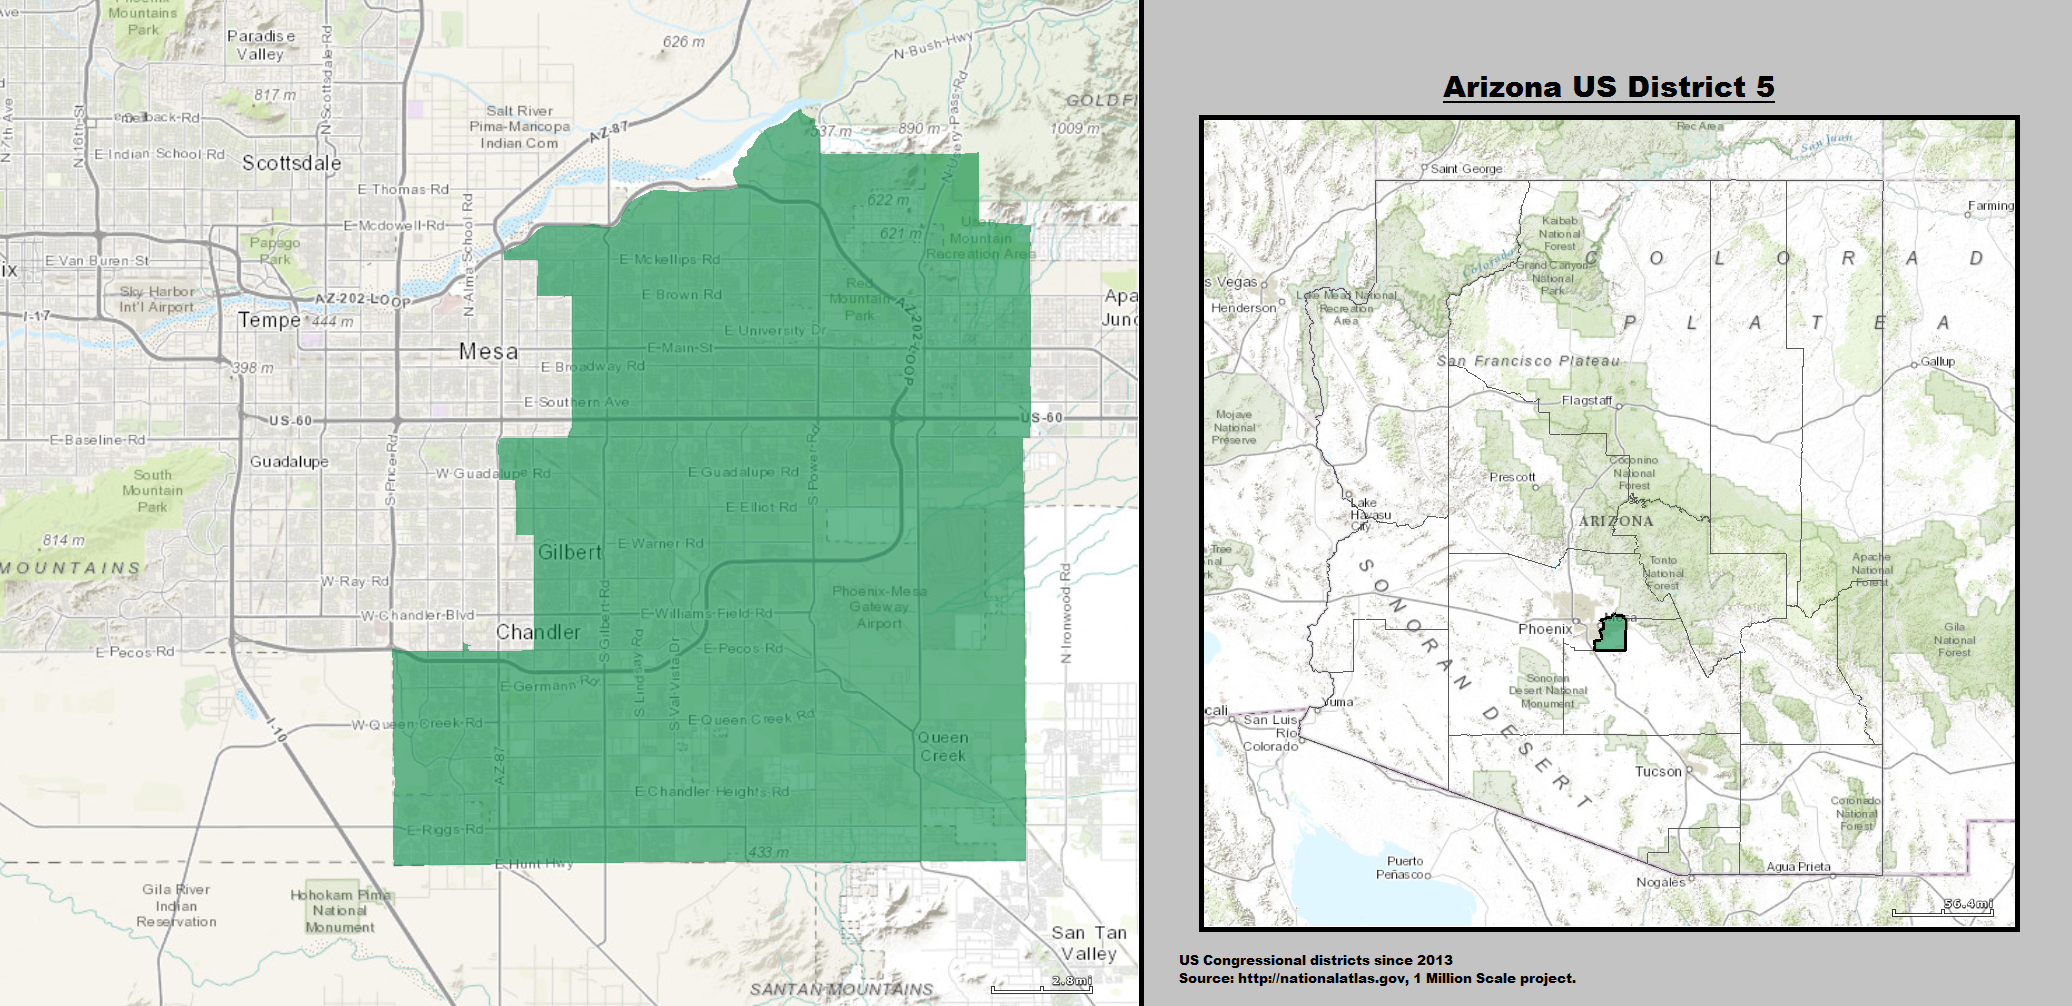 Phoenix
Mountains
Park
Paradise
Valley
626 m
N-Bush-Hwy
817 m
N-Scottsdale-Rd
N-7th Ave
N-16th-St
Salt River
Pima-Maricopa
Indian Com
AZ-87
N-Usery-Pass-Rd
GOLDFI
537 m
890 m
1009 m
E Indian School Rd
Scottsdale
E Thomas-Rd
E-Mcdowell-Rd
Papago
Park
E Van Buren-St
ix
Sky Harbor
Int'l Airport
AZ-202-LOOP
N-Alma School Rd
I-17
Tempe
444 m
398 m
Mesa
622 m
621 m
Usery
Mountain
Recreation Area
E Mckellips Rd
E Brown Rd
Red
Mountain
Park
AZ-202-LOOP
E University Dr
E-Main-St
E Broadway Rd
E Southern Ave
Apa
Junc
US-60
US-60
E-Baseline-Rd
Guadalupe
South
Mountain
Park
S-Price-Rd
W Guadalupe Rd
E Guadalupe Rd
S-Power-Rd
E Elliot Rd
814 m
MOUNTAINS
Gilbert
E Warner-Rd
W-Ray Rd
W-Chandler-Blvd
Chandler
S Gilbert-Rd
E-Williams-Field-Rd
Phoenix-Mesa
Gateway
Airport
N Ironwood-Rd
E Pecos-Rd
E-Pecos-Rd
E-Germann-Rd
S Lindsay Rd
S-Val Vista-Dr
I-10
W-Queen-Creek-Rd
E-Queen Creek Rd
Queen
Creek
AZ-87
E-Chandler-Heights-Rd
E-Riggs-Rd
E-Hunt-Hwy
433 m
Gila River
Indian
Reservation
Hohokam Pima
National
Monument
San Tan
Valley
SANTAN MOUNTAINS
2.8mi
Arizona US District 5
Rec Area
San Juan
Saint George
Farming
Kaibab
National
Forest
Colorado
Grand Canyon
National
Park
COLORAD
s Vegas
Henderson
Lake Mead National
Recreation
Area
PLATEA
San Francisco Plateau
Gallup
Flagstaff
Mojave
National
Preserve
Coconino
National
Forest
Prescott
Lake
Havasu
City
ARIZONA
Tree
nal
rk
Tonto
National
Forest
Apache
National
Forest
SONORAN DESERT
Mesa
Phoenix
Gila
National
Forest
Sonoran
Desert National
Monument
cali
Yuma
San Luis
Río
Colorado
Tucson
Coronado
National
Forest
Puerto
Peñasco
Agua Prieta
Nogales
56.4mi
US Congressional districts since 2013
Source: http://nationalatlas.gov, 1 Million Scale project.